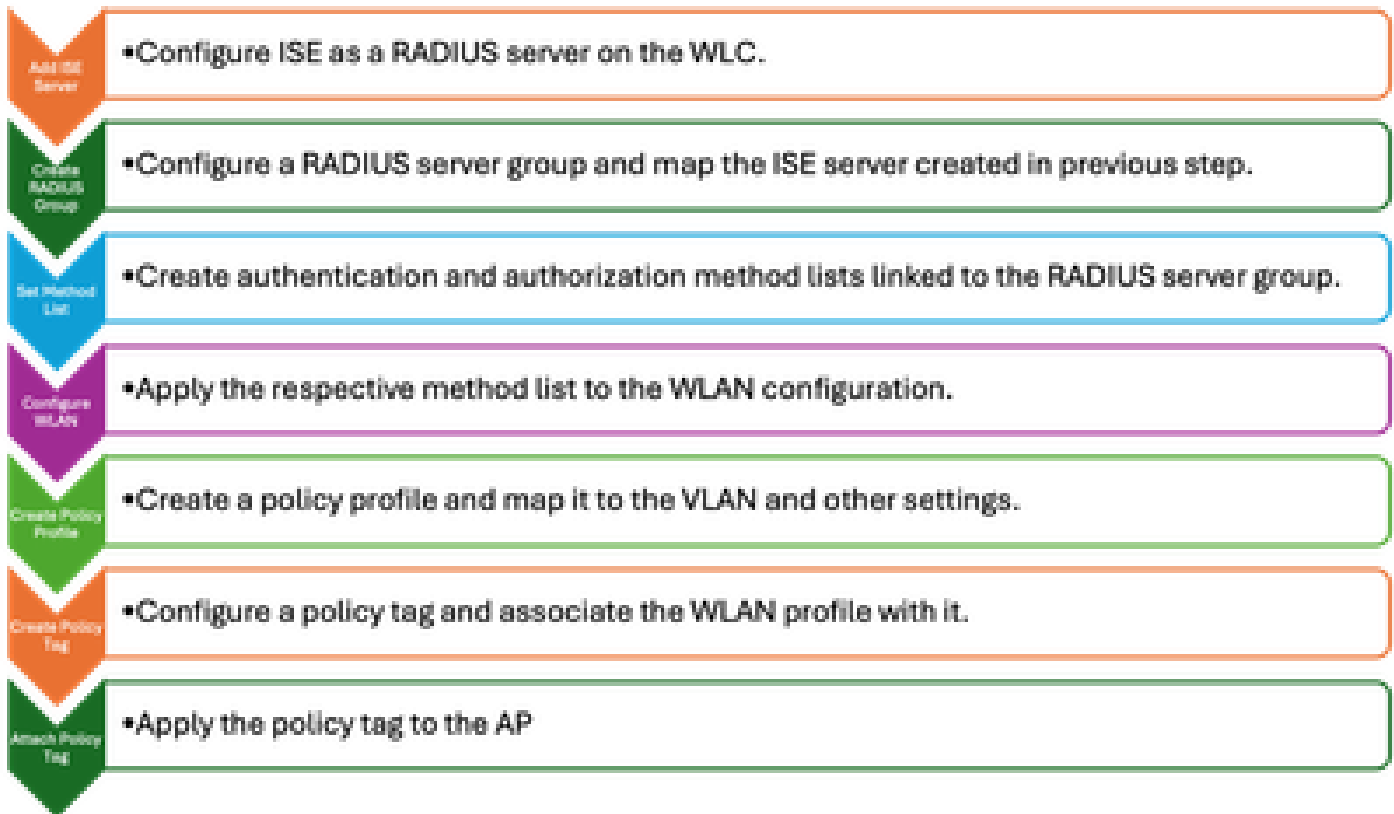 Add ISE
Server
•Configure ISE as a RADIUS server on the WLC.
Create
RADIUS
Group
•Configure a RADIUS server group and map the ISE server created in previous step.
Set Method
List
•Create authentication and authorization method lists linked to the RADIUS server group.
Configure
WLAN
•Apply the respective method list to the WLAN configuration.
Create Policy
Profile
•Create a policy profile and map it to the VLAN and other settings.
Create Policy
Tag
•Configure a policy tag and associate the WLAN profile with it.
Attach Policy
Tag
•Apply the policy tag to the AP